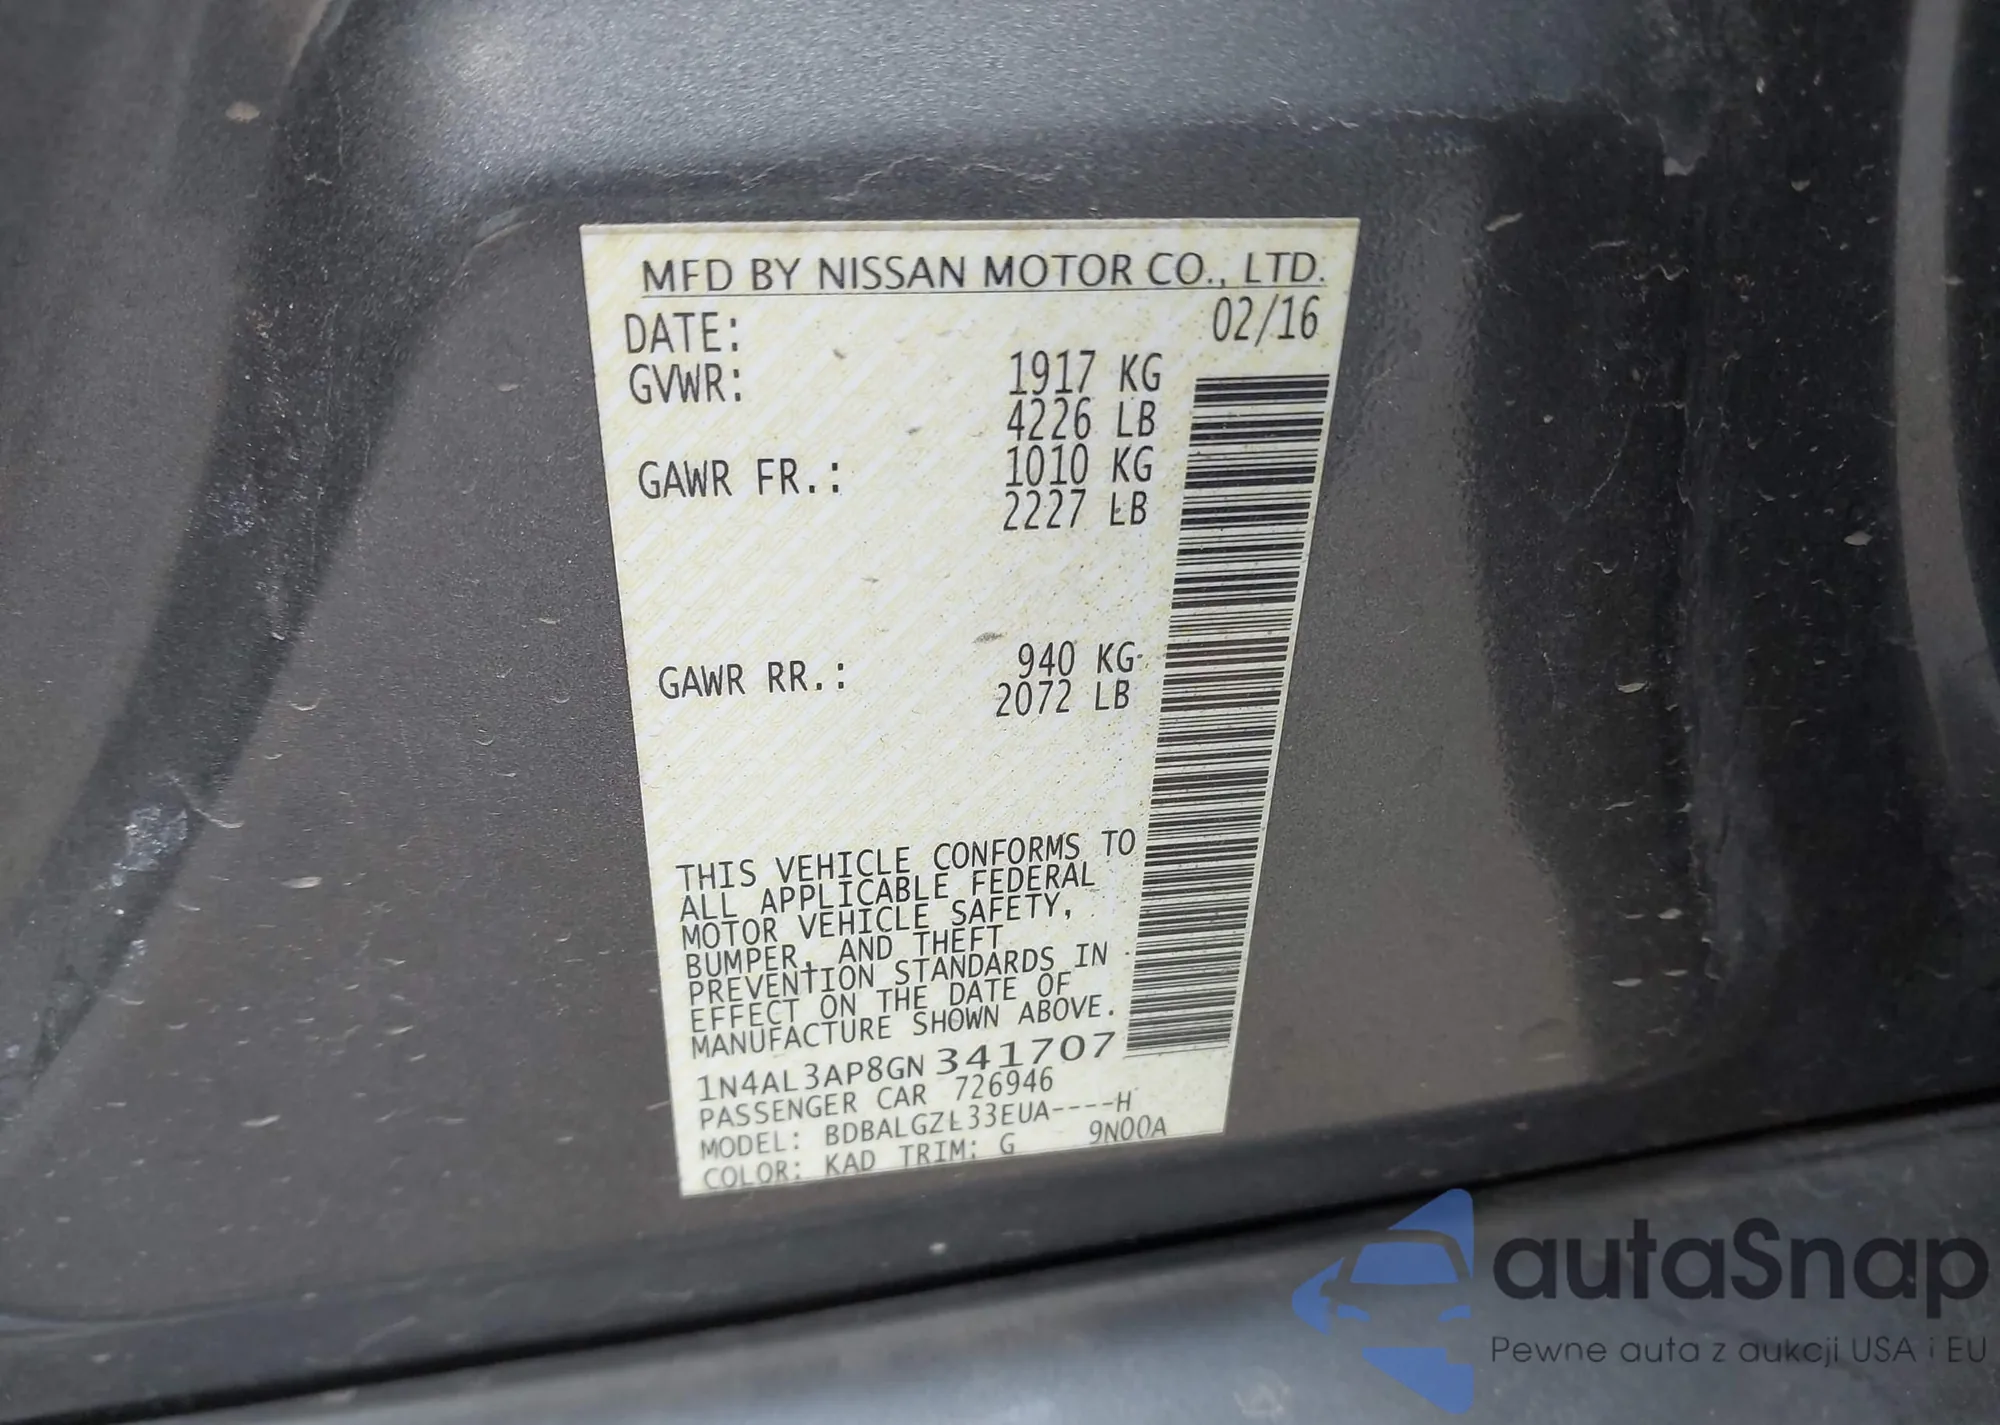 MFD BY NISSAN MOTOR CO., LTD.
DATE: 02/16
GVWR: 1917 KG
4226 LB
GAWR FR.: 1010 KG
2227 LB
GAWR RR.: 940 KG
2072 LB
THIS VEHICLE CONFORMS TO
ALL APPLICABLE FEDERAL
MOTOR VEHICLE SAFETY,
BUMPER, AND THEFT
PREVENTION STANDARDS IN
EFFECT ON THE DATE OF
MANUFACTURE SHOWN ABOVE.
1N4AL3AP8GN 341707
PASSENGER CAR 726946
MODEL: BDBALGZL33EUA----H
COLOR: KAD TRIM: G 9N00A
autaSnap
Pewne auta z aukcji USA i EU